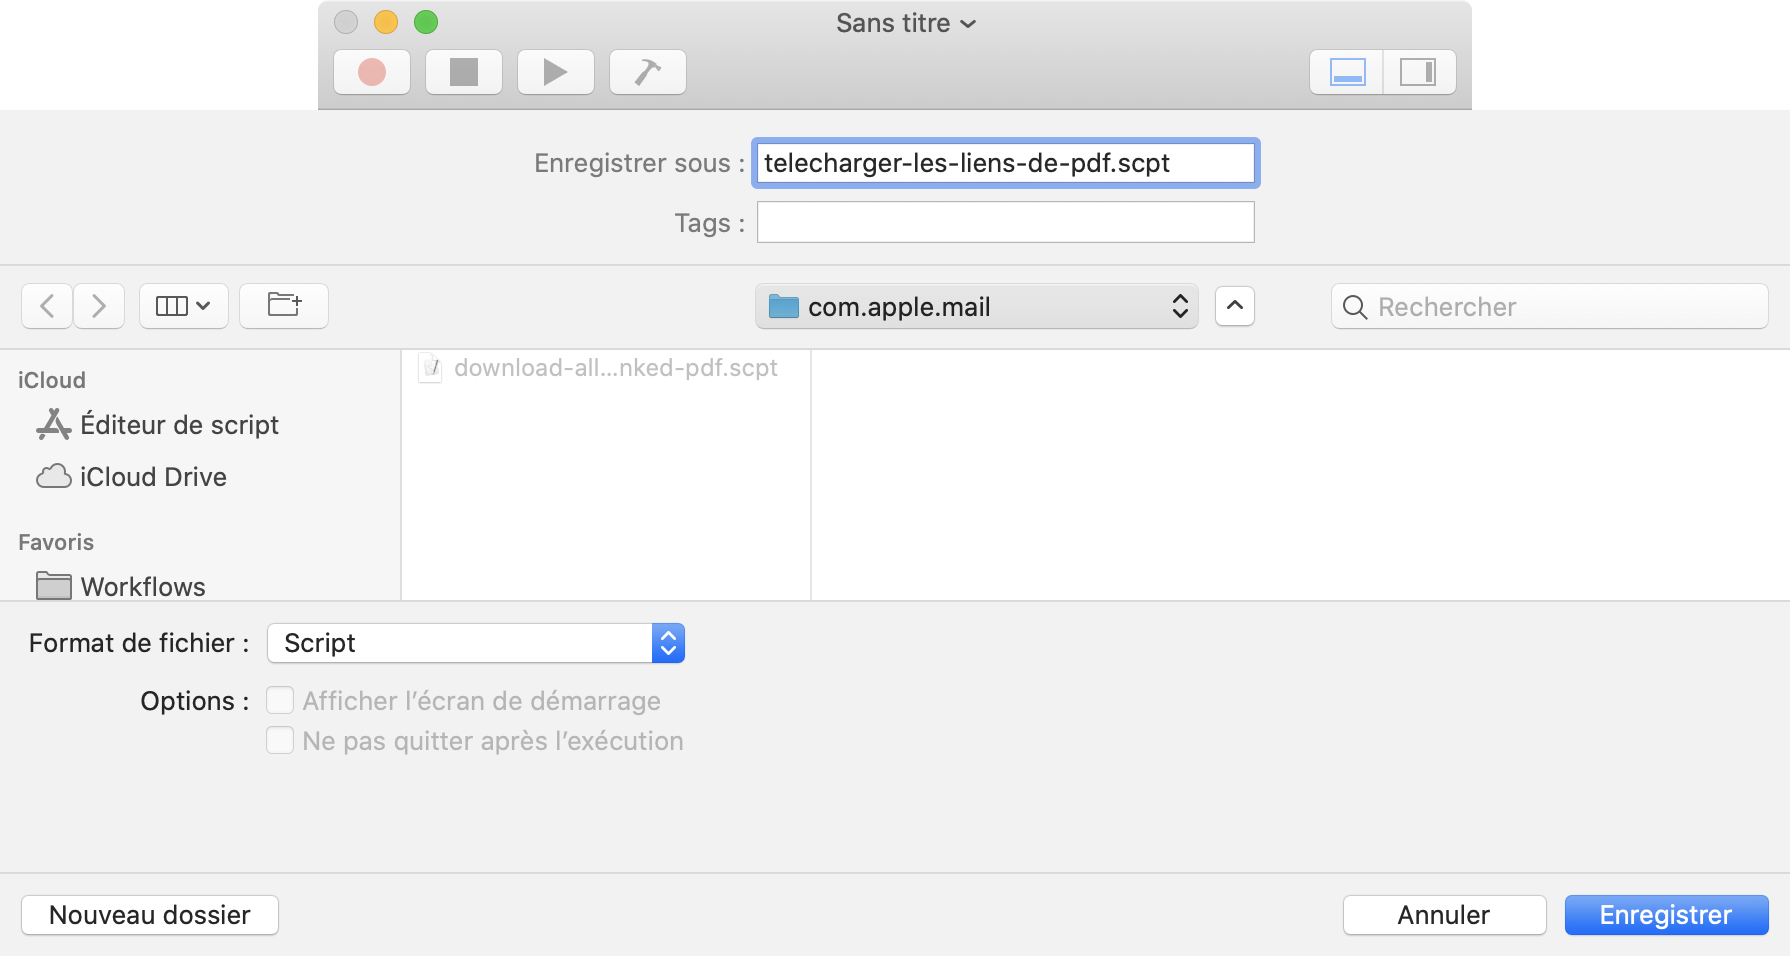 Sans titre
Enregistrer sous : telecharger-les-liens-de-pdf.scpt
Tags :
com.apple.mail
Rechercher
iCloud
Éditeur de script
iCloud Drive
Favoris
Workflows
download-all...nked-pdf.scpt
Format de fichier : Script
Options : Afficher l’écran de démarrage
Ne pas quitter après l’exécution
Nouveau dossier
Annuler
Enregistrer